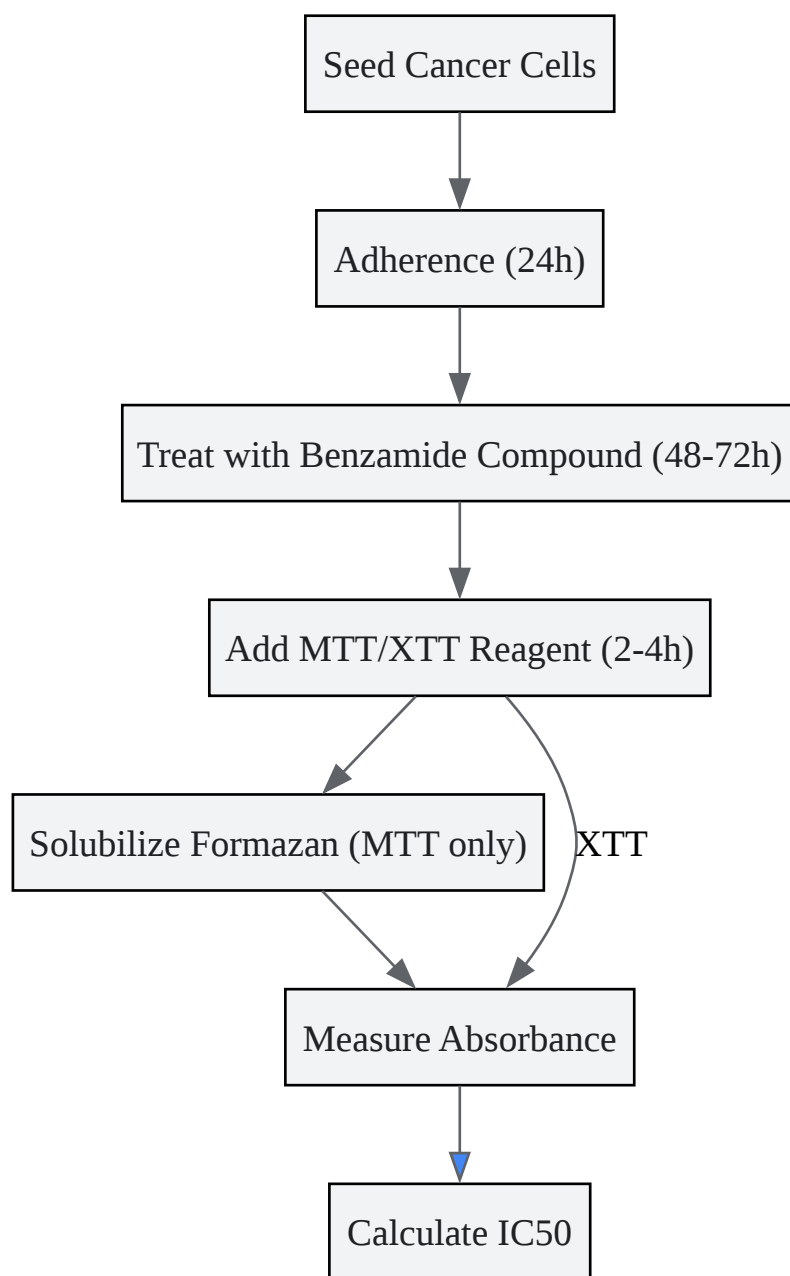 Seed Cancer Cells
Adherence (24h)
Treat with Benzamide Compound (48-72h)
Add MTT/XTT Reagent (2-4h)
Solubilize Formazan (MTT only)
XTT
Measure Absorbance
Calculate IC50